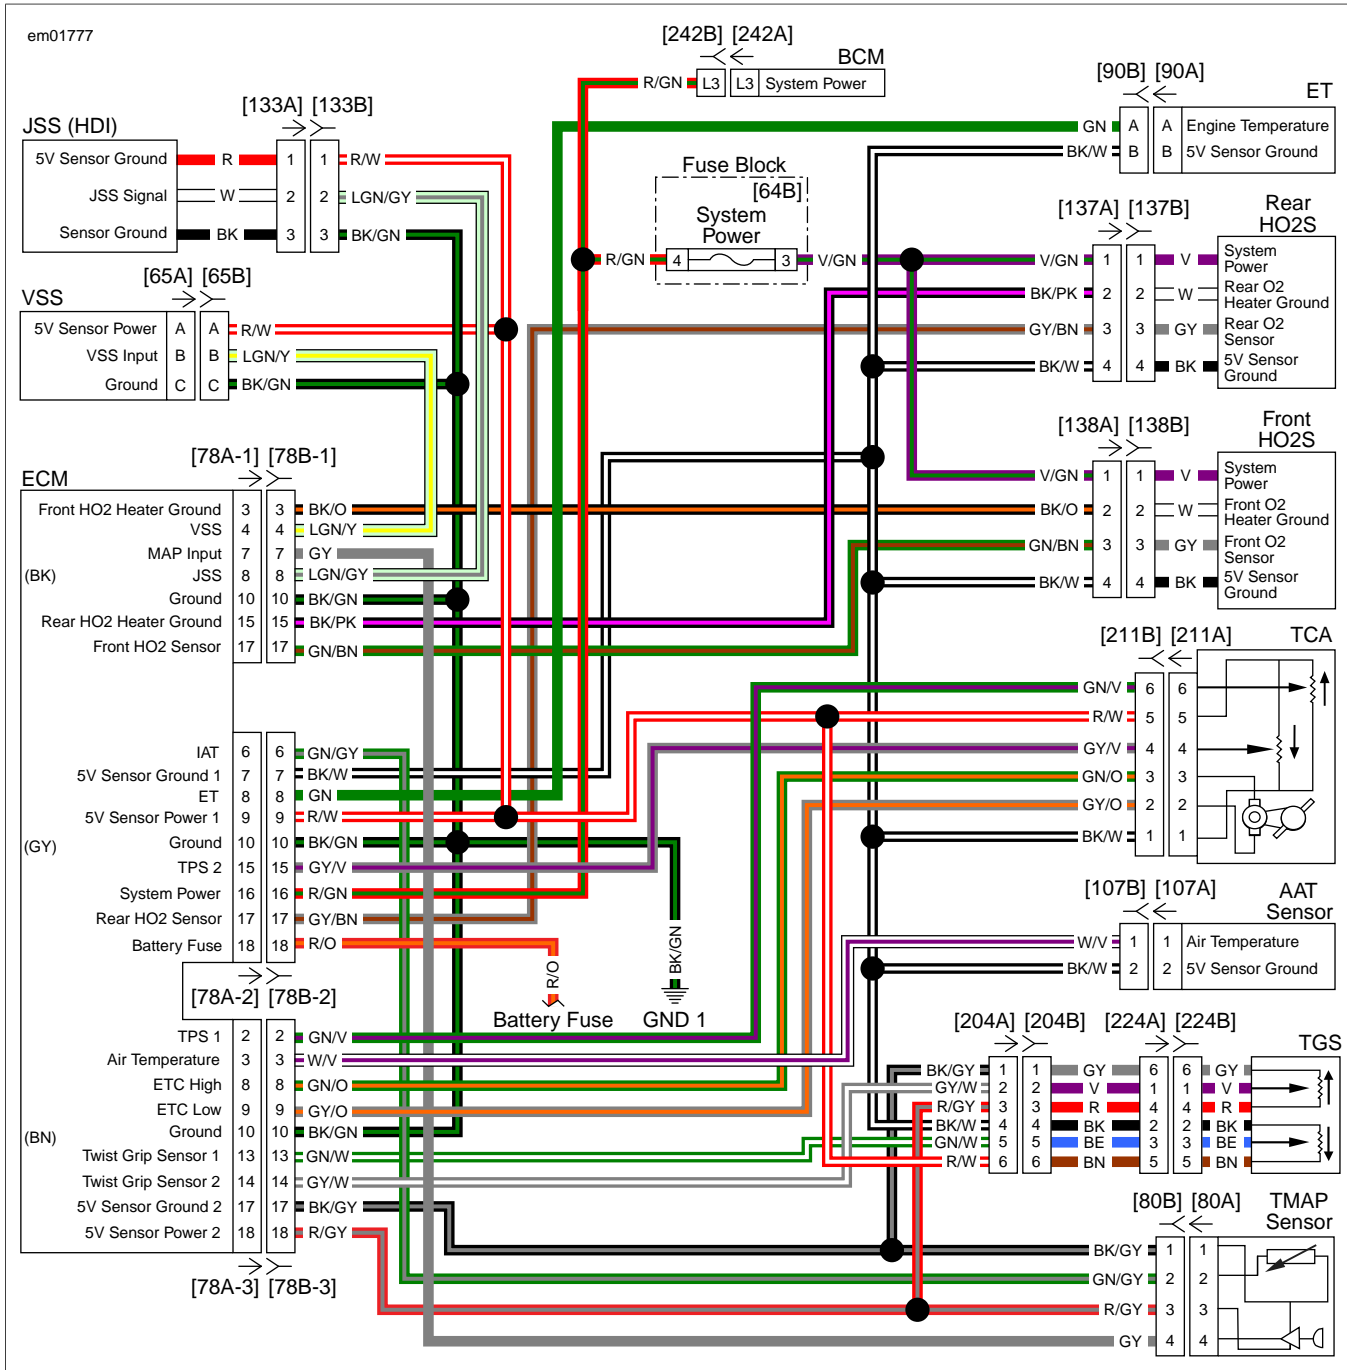 em01777
[242B] [242A]
BCM
R/GN L3 L3 System Power
[90B] [90A]
ET
GN A A Engine Temperature
BK/W B B 5V Sensor Ground
[133A] [133B]
JSS (HDI)
5V Sensor Ground R 1 1 R/W
JSS Signal W 2 2 LGN/GY
Sensor Ground BK 3 3 BK/GN
Fuse Block
[64B]
System
Power
R/GN 4 3 V/GN
[65A] [65B]
VSS
5V Sensor Power A A R/W
VSS Input B B LGN/Y
Ground C C BK/GN
[137A] [137B]
Rear
HO2S
V/GN 1 1 V System
Power
BK/PK 2 2 W Rear O2
Heater Ground
GY/BN 3 3 GY Rear O2
Sensor
BK/W 4 4 BK 5V Sensor
Ground
[138A] [138B]
Front
HO2S
V/GN 1 1 V System
Power
BK/O 2 2 W Front O2
Heater Ground
GN/BN 3 3 GY Front O2
Sensor
BK/W 4 4 BK 5V Sensor
Ground
[78A-1] [78B-1]
ECM
Front HO2 Heater Ground 3 3 BK/O
VSS 4 4 LGN/Y
MAP Input 7 7 GY
(BK)
JSS 8 8 LGN/GY
Ground 10 10 BK/GN
Rear HO2 Heater Ground 15 15 BK/PK
Front HO2 Sensor 17 17 GN/BN
[211B] [211A]
TCA
GN/V 6 6
R/W 5 5
GY/V 4 4
GN/O 3 3
GY/O 2 2
BK/W 1 1
IAT 6 6 GN/GY
5V Sensor Ground 1 7 7 BK/W
ET 8 8 GN
5V Sensor Power 1 9 9 R/W
(GY)
Ground 10 10 BK/GN
TPS 2 15 15 GY/V
System Power 16 16 R/GN
Rear HO2 Sensor 17 17 GY/BN
Battery Fuse 18 18 R/O
[78A-2] [78B-2]
R/O
Battery Fuse
BK/GN
GND 1
[107B] [107A]
AAT
Sensor
W/V 1 1 Air Temperature
BK/W 2 2 5V Sensor Ground
TPS 1 2 2 GN/V
Air Temperature 3 3 W/V
ETC High 8 8 GN/O
ETC Low 9 9 GY/O
Ground 10 10 BK/GN
(BN)
Twist Grip Sensor 1 13 13 GN/W
Twist Grip Sensor 2 14 14 GY/W
5V Sensor Ground 2 17 17 BK/GY
5V Sensor Power 2 18 18 R/GY
[78A-3] [78B-3]
[204A] [204B] [224A] [224B]
TGS
BK/GY 1 1 GY 6 6 GY
GY/W 2 2 V 1 1 V
R/GY 3 3 R 4 4 R
BK/W 4 4 BK 2 2 BK
GN/W 5 5 BE 3 3 BE
R/W 6 6 BN 5 5 BN
[80B] [80A]
TMAP
Sensor
BK/GY 1 1
GN/GY 2 2
R/GY 3 3
GY 4 4